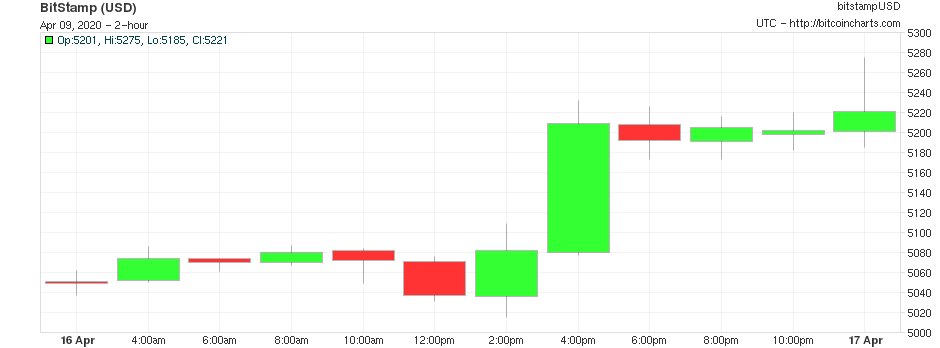 BitStamp (USD)
bitstampUSD
Apr 09, 2020 - 2-hour
UTC - http://bitcoincharts.com
Op:5201, Hi:5275, Lo:5185, Cl:5221
5300
5280
5260
5240
5220
5200
5180
5160
5140
5120
5100
5080
5060
5040
5020
5000
16 Apr 4:00am 6:00am 8:00am 10:00am 12:00pm 2:00pm 4:00pm 6:00pm 8:00pm 10:00pm 17 Apr